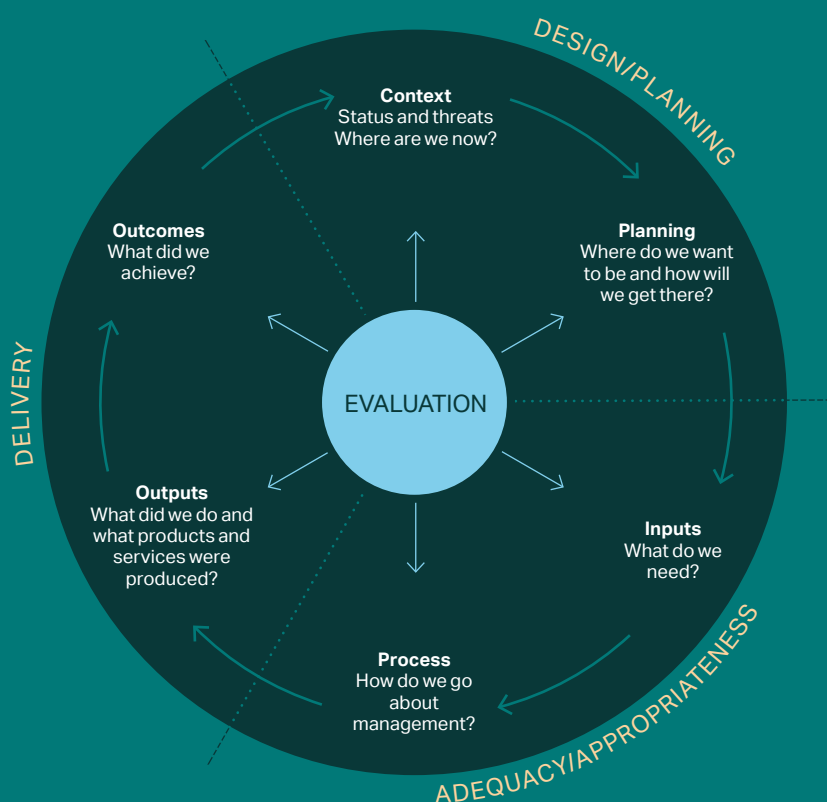 DESIGN/PLANNING
Context
Status and threats
Where are we now?
Planning
Where do we want
to be and how will
we get there?
Inputs
What do we
need?
ADEQUACY/APPROPRIATENESS
Process
How do we go
about
management?
Outputs
What did we do and
what products and
services were
produced?
DELIVERY
Outcomes
What did we
achieve?
EVALUATION